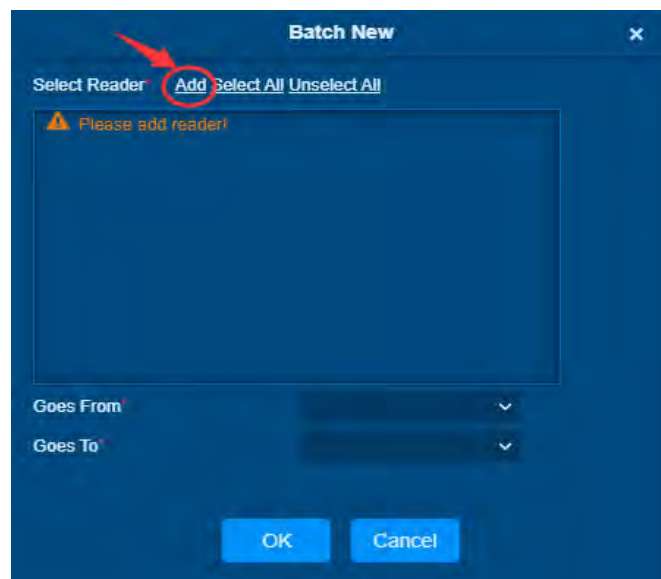 Batch New ×
Select Reader* Add Select All Unselect All
Please add reader!
Goes From*
Goes To*
OK Cancel